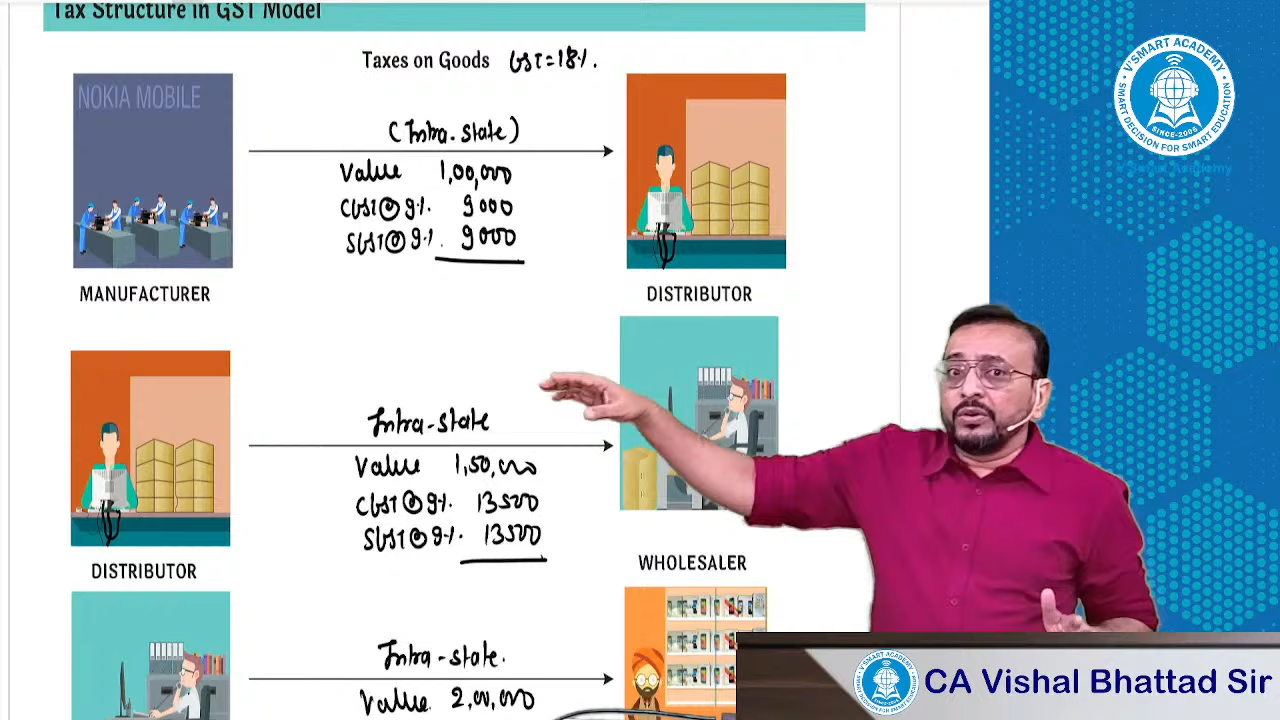 Tax Structure in GST Model
Taxes on Goods GST = 18%.
NOKIA MOBILE
(Intra-state)
Value 1,00,000
CGST @ 9%. 9000
SGST @ 9%. 9000
MANUFACTURER
DISTRIBUTOR
Intra-state
Value 1,50,000
CGST @ 9%. 13500
SGST @ 9%. 13500
DISTRIBUTOR
WHOLESALER
Intra-state.
Value 2,00,000
V'SMART ACADEMY
SMART DECISION FOR SMART EDUCATION
SINCE-2005
V'Smart Academy
CA Vishal Bhattad Sir